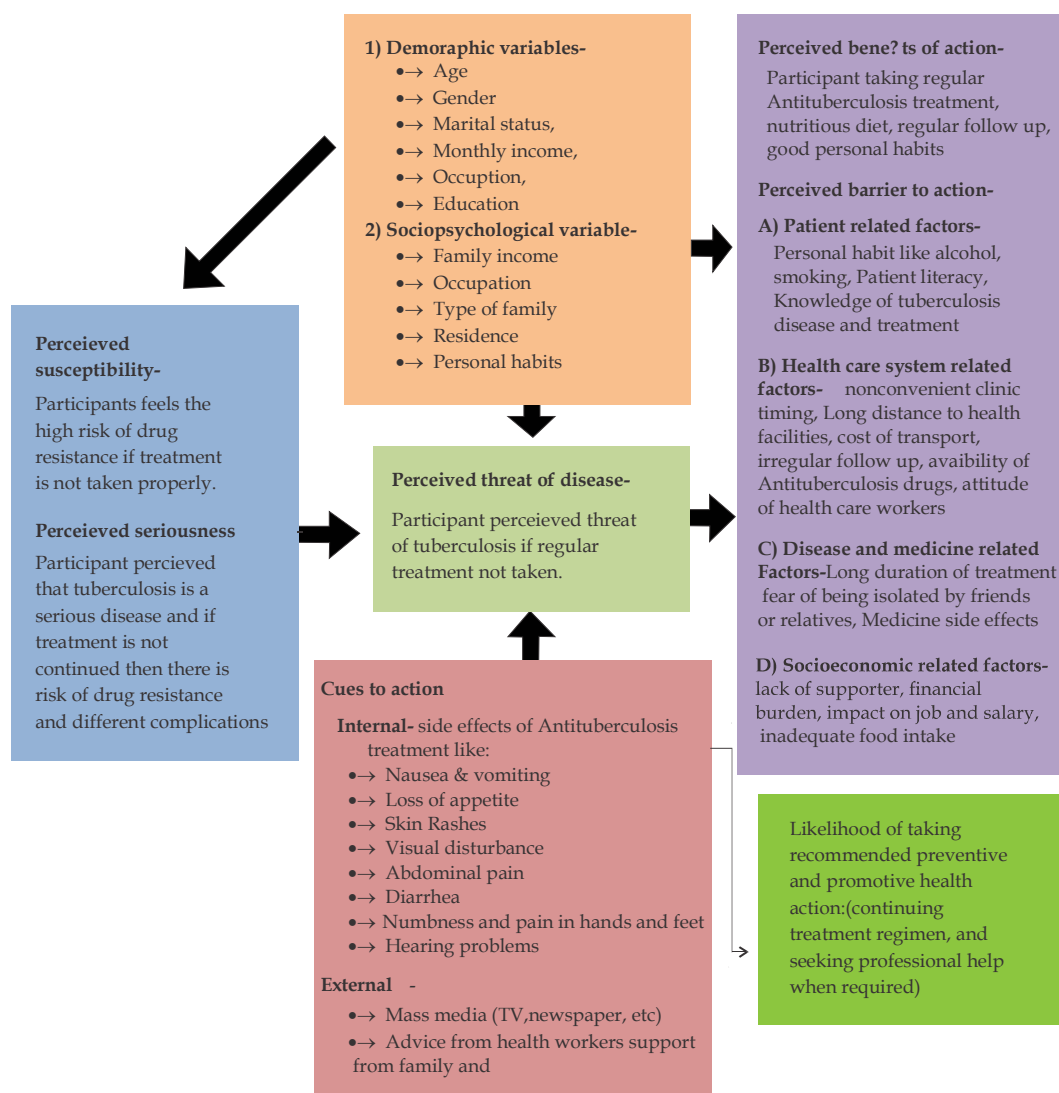 1) Demoraphic variables-
•→ Age
•→ Gender
•→ Marital status,
•→ Monthly income,
•→ Occuption,
•→ Education
2) Sociopsychological variable-
•→ Family income
•→ Occupation
•→ Type of family
•→ Residence
•→ Personal habits
Perceieved
susceptibility-
Participants feels the
high risk of drug
resistance if treatment
is not taken properly.
Perceieved seriousness -
Participant percieved
that tuberculosis is a
serious disease and if
treatment is not
continued then there is
risk of drug resistance
and different complications
Perceived threat of disease-
Participant perceieved threat
of tuberculosis if regular
treatment not taken.
Cues to action
Internal- side effects of Antituberculosis
treatment like:
•→ Nausea & vomiting
•→ Loss of appetite
•→ Skin Rashes
•→ Visual disturbance
•→ Abdominal pain
•→ Diarrhea
•→ Numbness and pain in hands and feet
•→ Hearing problems
External -
•→ Mass media (TV,newspaper, etc)
•→ Advice from health workers support
from family and
Perceived bene? ts of action-
Participant taking regular
Antituberculosis treatment,
nutritious diet, regular follow up,
good personal habits
Perceived barrier to action-
A) Patient related factors-
Personal habit like alcohol,
smoking, Patient literacy,
Knowledge of tuberculosis
disease and treatment
B) Health care system related
factors- nonconvenient clinic
timing, Long distance to health
facilities, cost of transport,
irregular follow up, avaibility of
Antituberculosis drugs, attitude
of health care workers
C) Disease and medicine related
Factors-Long duration of treatment
fear of being isolated by friends
or relatives, Medicine side effects
D) Socioeconomic related factors-
lack of supporter, financial
burden, impact on job and salary,
inadequate food intake
Likelihood of taking
recommended preventive
and promotive health
action:(continuing
treatment regimen, and
seeking professional help
when required)